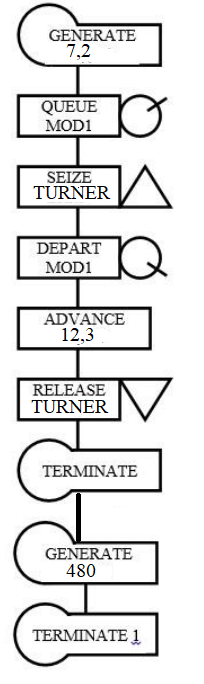 GENERATE
7,2
QUEUE
MOD1
SEIZE
TURNER
DEPART
MOD1
ADVANCE
12,3
RELEASE
TURNER
TERMINATE
GENERATE
480
TERMINATE 1